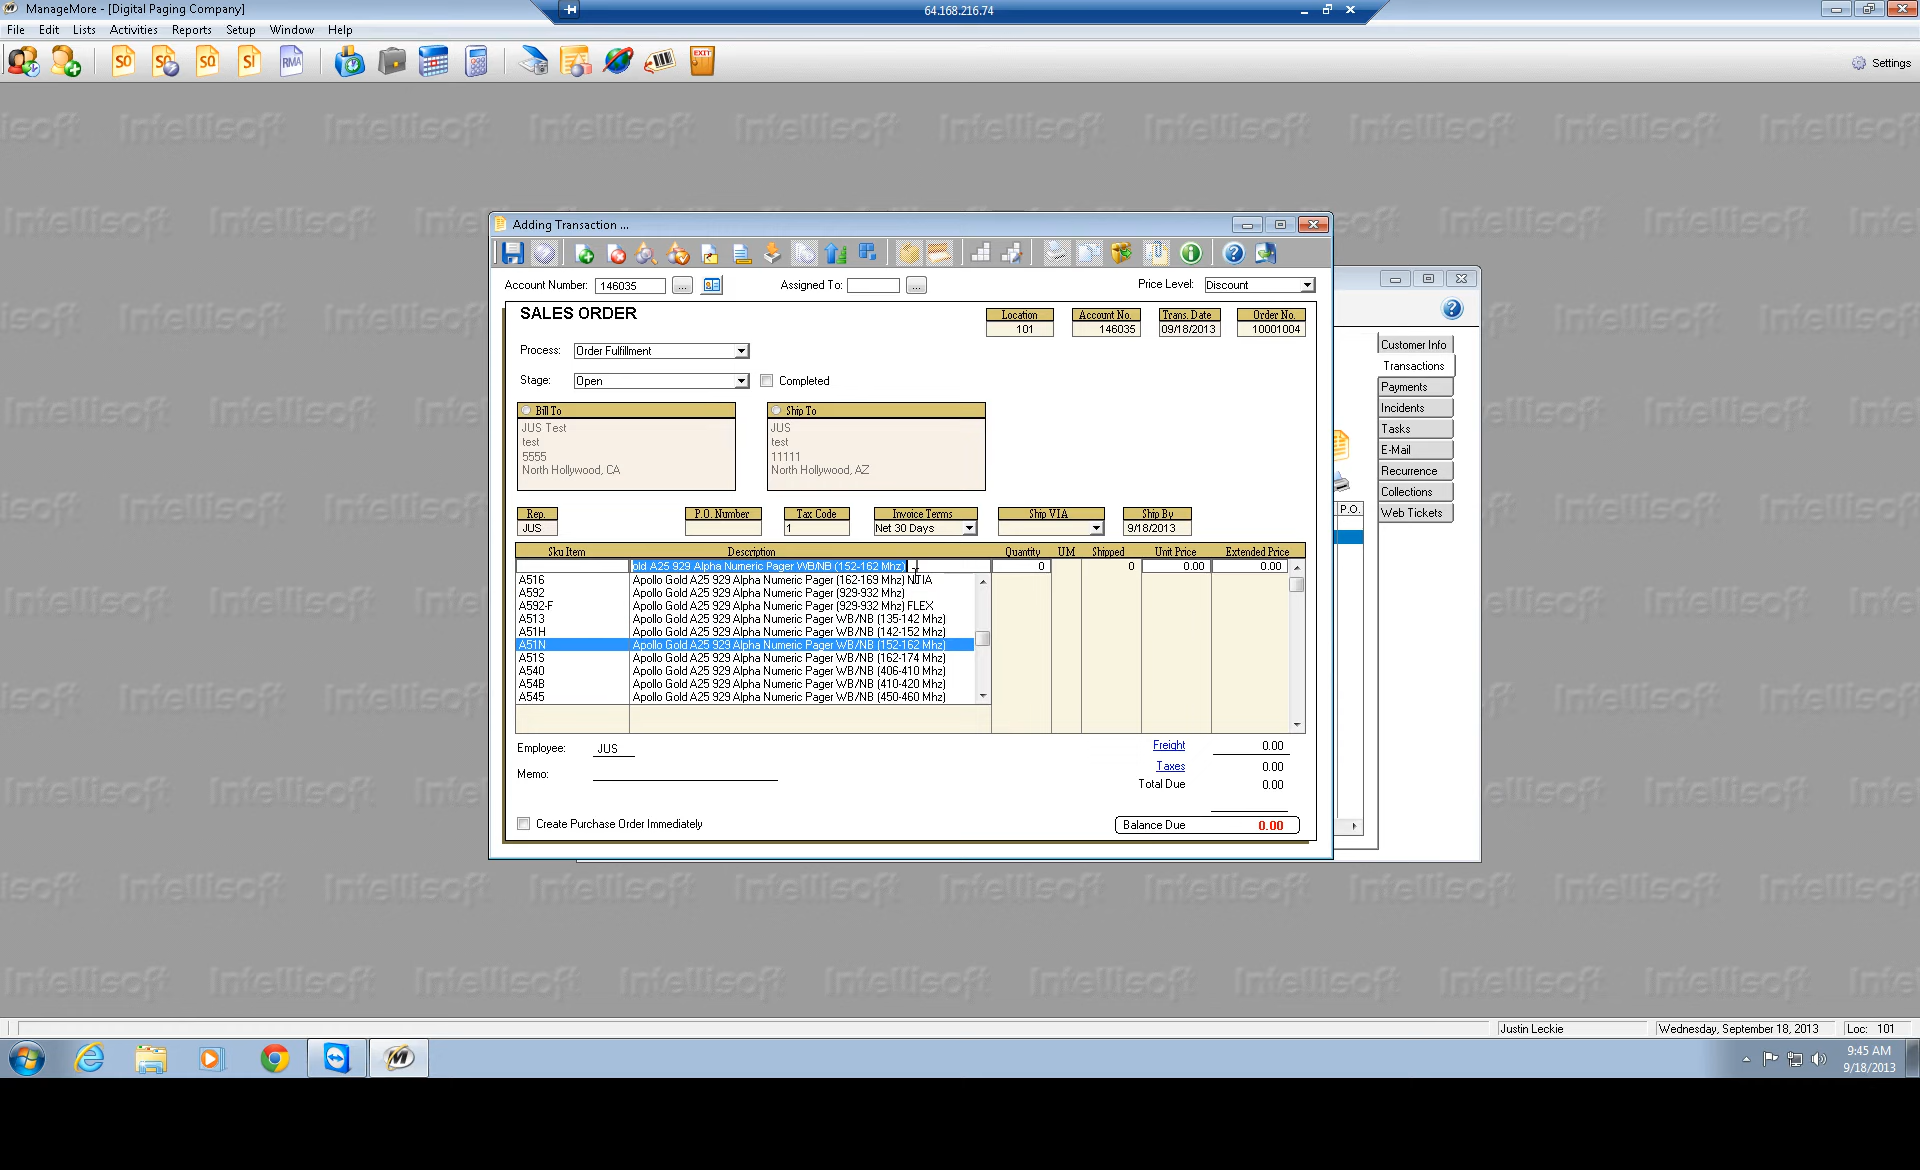 ManageMore - [Digital Paging Company]
64.168.216.74
File Edit Lists Activities Reports Setup Window Help
SO SO SQ SI RMA EXIT
Settings
Intellisoft
Adding Transaction ...
Account Number: 146035 ...
Assigned To: ...
Price Level: Discount
SALES ORDER
Location Account No. Trans. Date Order No.
101 146035 09/18/2013 10001004
Process: Order Fulfillment
Stage: Open Completed
Bill To
JUS Test
test
5555
North Hollywood, CA
Ship To
JUS
test
11111
North Hollywood, AZ
Rep. P.O. Number Tax Code Invoice Terms Ship VIA Ship By
JUS 1 Net 30 Days 9/18/2013
Sku Item Description Quantity UM Shipped Unit Price Extended Price
old A25 929 Alpha Numeric Pager WB/NB (152-162 Mhz) 0 0 0.00 0.00
A516 Apollo Gold A25 929 Alpha Numeric Pager (162-169 Mhz) NTIA
A592 Apollo Gold A25 929 Alpha Numeric Pager (929-932 Mhz)
A592-F Apollo Gold A25 929 Alpha Numeric Pager (929-932 Mhz) FLEX
A513 Apollo Gold A25 929 Alpha Numeric Pager WB/NB (135-142 Mhz)
A51H Apollo Gold A25 929 Alpha Numeric Pager WB/NB (142-152 Mhz)
A51N Apollo Gold A25 929 Alpha Numeric Pager WB/NB (152-162 Mhz)
A51S Apollo Gold A25 929 Alpha Numeric Pager WB/NB (162-174 Mhz)
A540 Apollo Gold A25 929 Alpha Numeric Pager WB/NB (406-410 Mhz)
A54B Apollo Gold A25 929 Alpha Numeric Pager WB/NB (410-420 Mhz)
A545 Apollo Gold A25 929 Alpha Numeric Pager WB/NB (450-460 Mhz)
Employee: JUS
Memo:
Freight 0.00
Taxes 0.00
Total Due 0.00
Create Purchase Order Immediately
Balance Due 0.00
Customer Info
Transactions
Payments
Incidents
Tasks
E-Mail
Recurrence
Collections
Web Tickets
P.O.
Justin Leckie Wednesday, September 18, 2013 Loc: 101
9:45 AM
9/18/2013